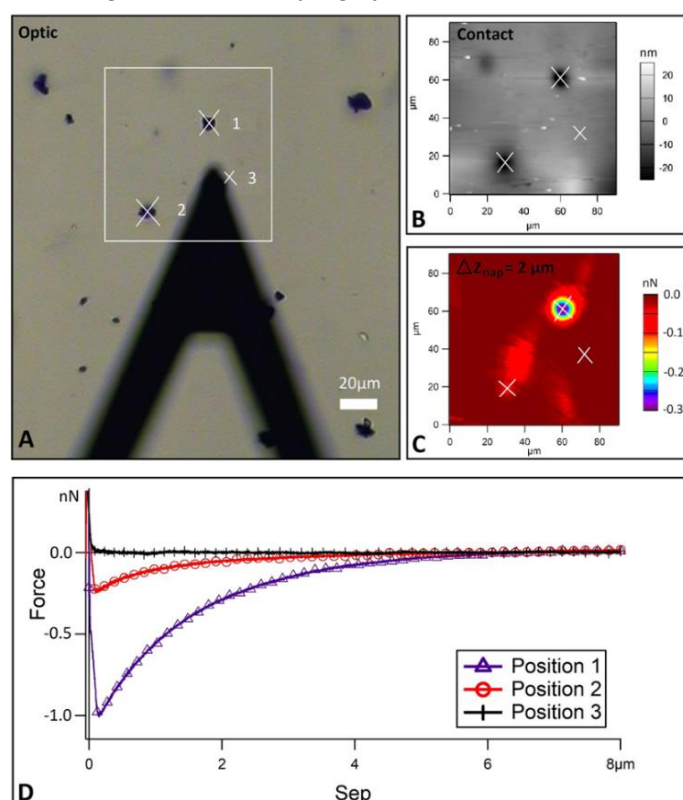 Optic
1
2
3
20μm
A
Contact
μm
80
60
40
20
0
0 20 40 60 80
μm
nm
20
10
0
-10
-20
B
△Znap= 2 μm
μm
80
60
40
20
0
0 20 40 60 80
μm
nN
0.0
-0.1
-0.2
-0.3
C
nN
0.0
-0.5
-1.0
Force
Position 1
Position 2
Position 3
0 2 4 6 8μm
Sep
D